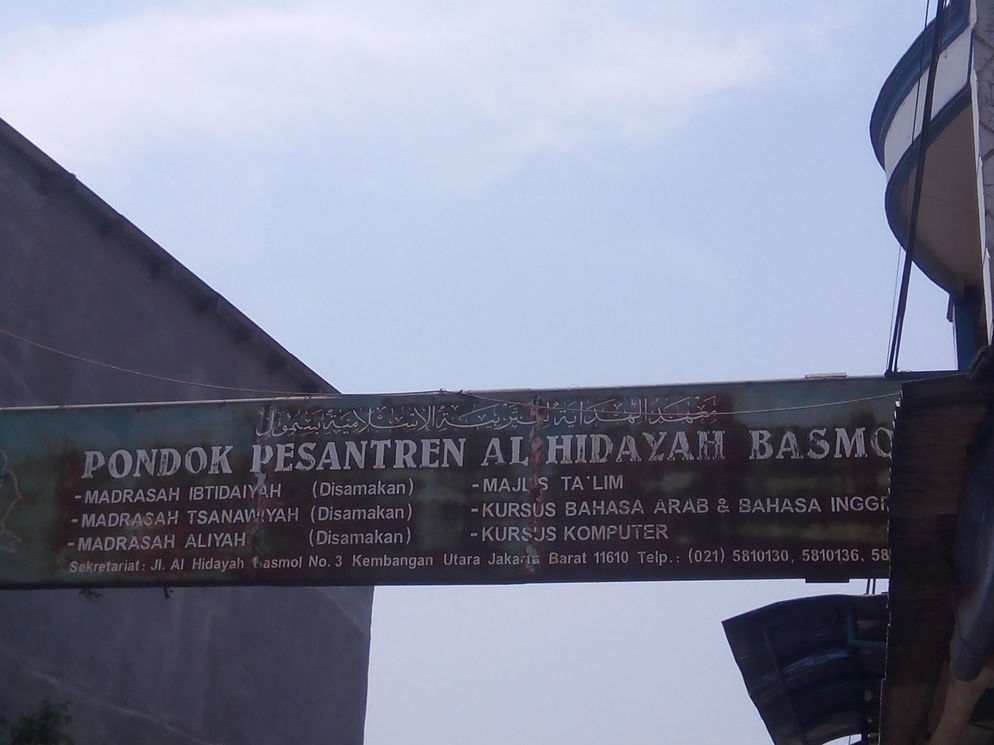 معهد الهداية للتربية الإسلامية بسمول
PONDOK PESANTREN AL HIDAYAH BASMO
-MADRASAH IBTIDAIYAH (Disamakan)
-MADRASAH TSANAWIYAH (Disamakan)
-MADRASAH ALIYAH (Disamakan)
-MAJLIS TA'LIM
-KURSUS BAHASA ARAB & BAHASA INGGI
-KURSUS KOMPUTER
Sekretariat: Jl. Al Hidayah Basmol No. 3 Kembangan Utara Jakarta Barat 11610 Telp.: (021) 5810130, 5810136, 58